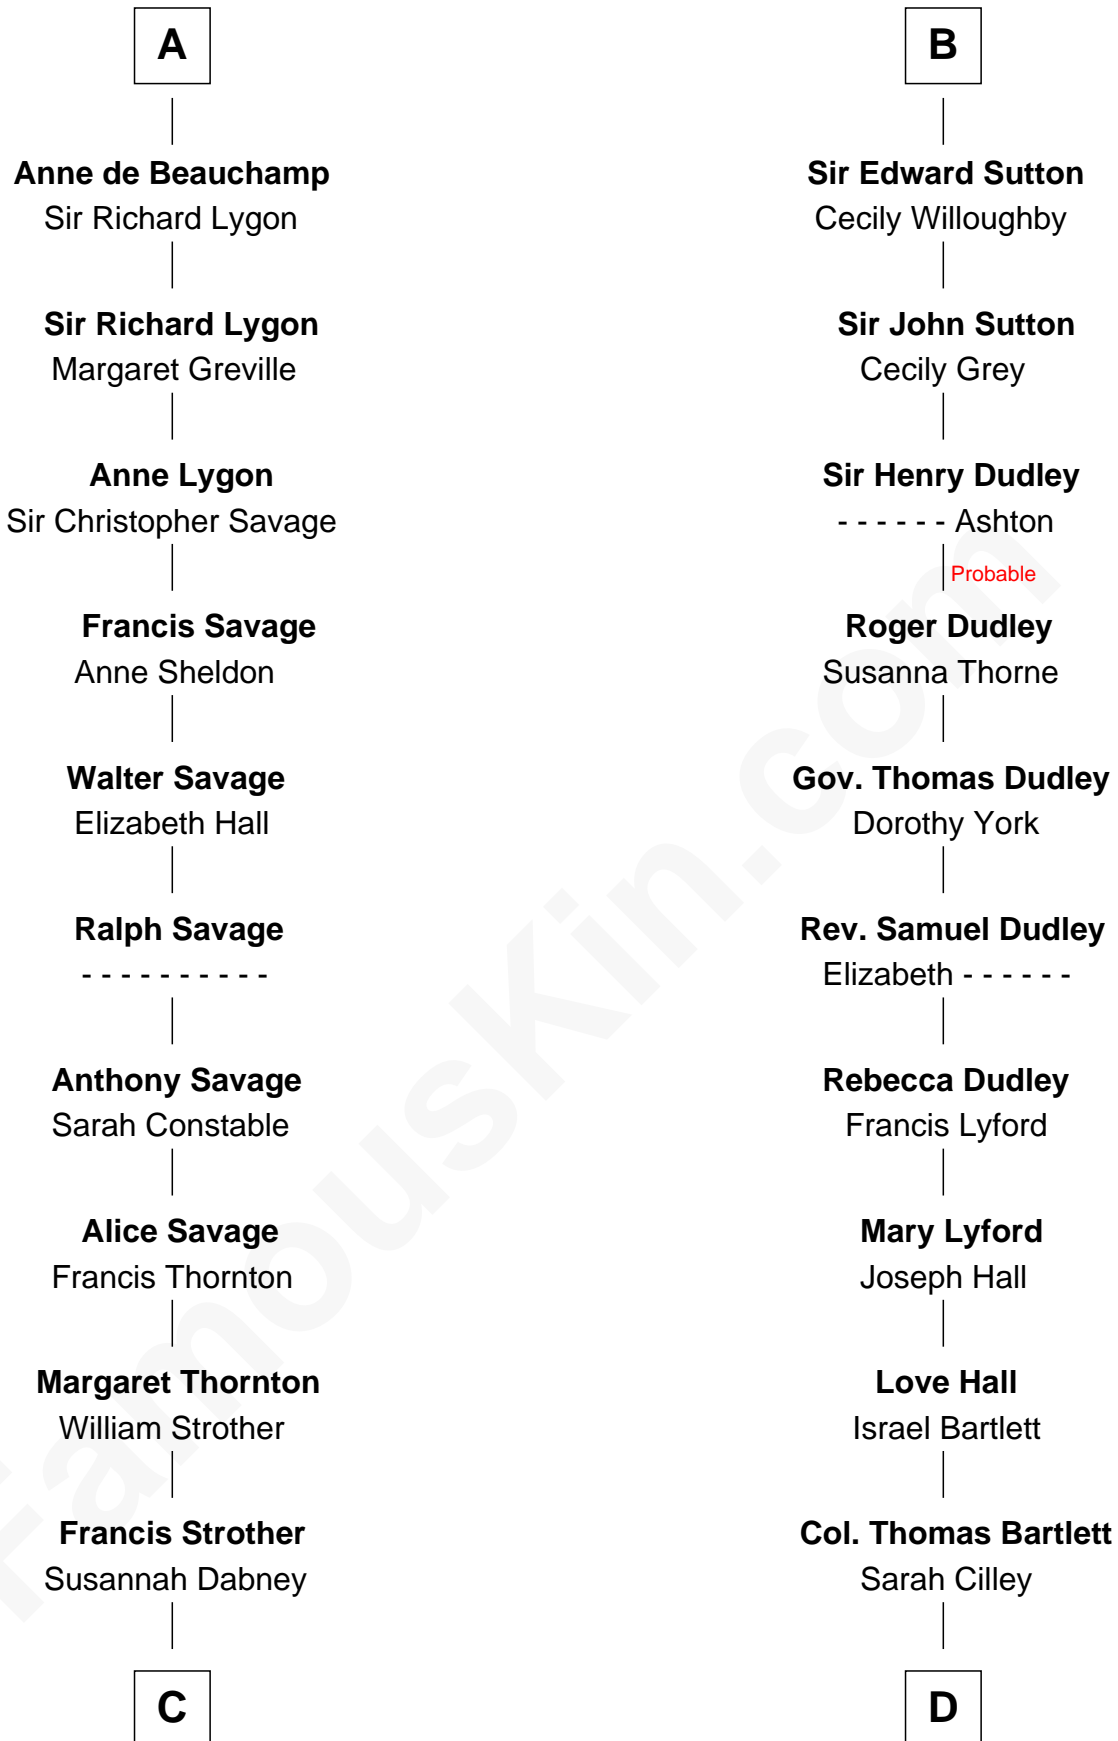 A
Anne de Beauchamp
Sir Richard Lygon
Sir Richard Lygon
Margaret Greville
Anne Lygon
Sir Christopher Savage
Francis Savage
Anne Sheldon
Walter Savage
Elizabeth Hall
Ralph Savage
- - - - - - - - - -
Anthony Savage
Sarah Constable
Alice Savage
Francis Thornton
Margaret Thornton
William Strother
Francis Strother
Susannah Dabney
C
B
Sir Edward Sutton
Cecily Willoughby
Sir John Sutton
Cecily Grey
Sir Henry Dudley
- - - - - - Ashton
Probable
Roger Dudley
Susanna Thorne
Gov. Thomas Dudley
Dorothy York
Rev. Samuel Dudley
Elizabeth - - - - - -
Rebecca Dudley
Francis Lyford
Mary Lyford
Joseph Hall
Love Hall
Israel Bartlett
Col. Thomas Bartlett
Sarah Cilley
D
FamousKin.com